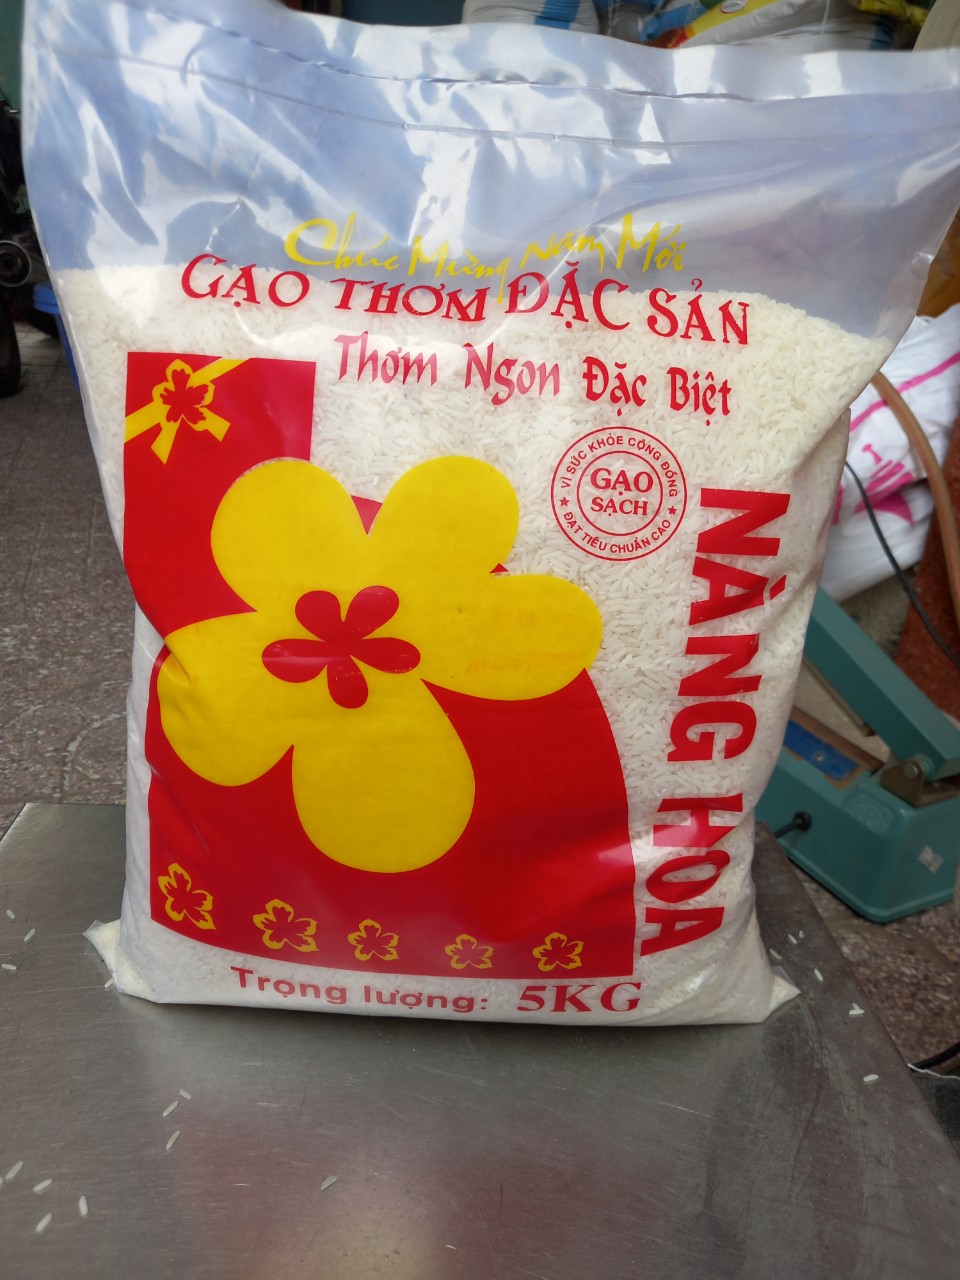 Chúc Mừng Năm Mới
GẠO THƠM ĐẶC SẢN
Thơm Ngon Đặc Biệt
VÌ SỨC KHỎE CỘNG ĐỒNG
GẠO
SẠCH
ĐẠT TIÊU CHUẨN CAO
NÀNG HOA
Trọng lượng: 5KG